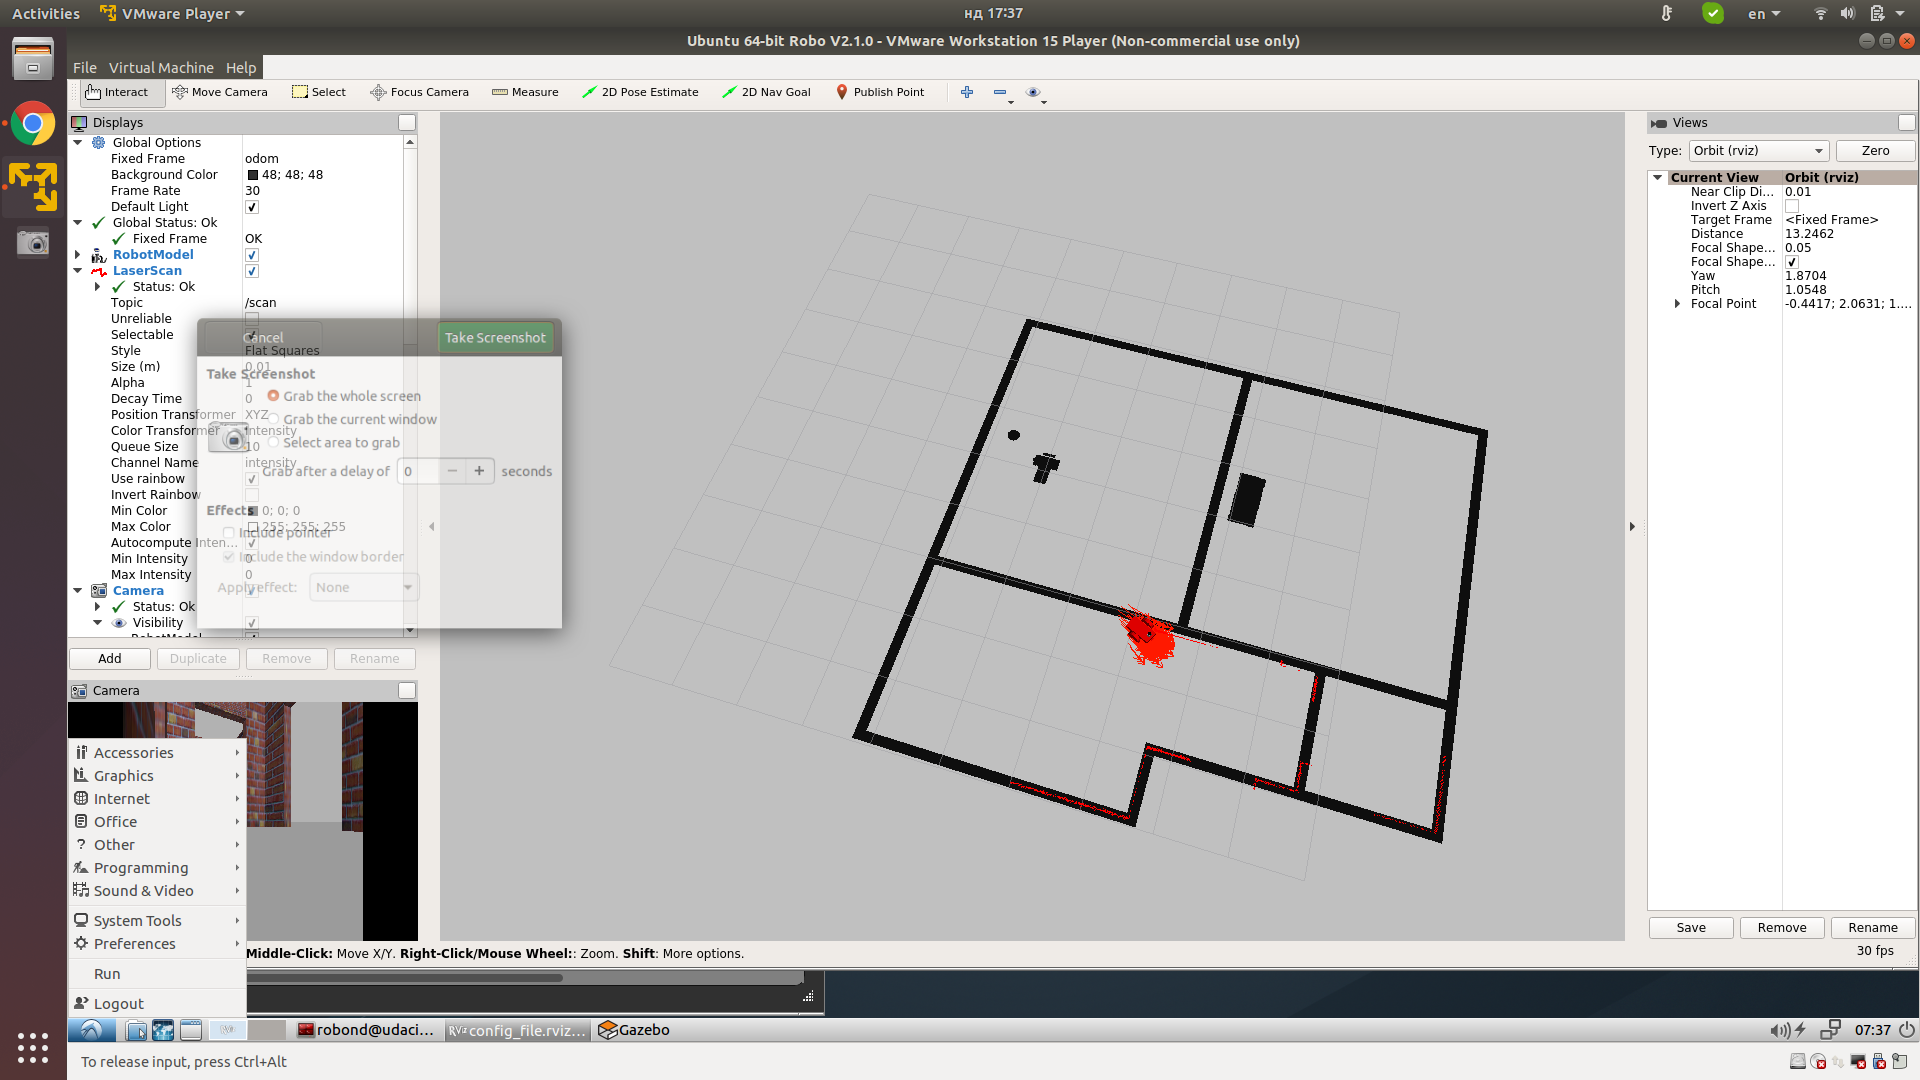 Activities
VMware Player
нд 17:37
en
Ubuntu 64-bit Robo V2.1.0 - VMware Workstation 15 Player (Non-commercial use only)
File Virtual Machine Help
Interact Move Camera Select Focus Camera Measure 2D Pose Estimate 2D Nav Goal Publish Point
Displays
Global Options
Fixed Frame odom
Background Color 48; 48; 48
Frame Rate 30
Default Light
Global Status: Ok
Fixed Frame OK
RobotModel
LaserScan
Status: Ok
Topic /scan
Unreliable
Selectable
Style Flat Squares
Size (m) 0.01
Alpha 1
Decay Time 0
Position Transformer XYZ
Color Transformer Intensity
Queue Size 10
Channel Name intensity
Use rainbow
Invert Rainbow
Min Color 0; 0; 0
Max Color 255; 255; 255
Autocompute Inten...
Min Intensity 0
Max Intensity 0
Camera
Status: Ok
Visibility
RobotModel
Cancel
Take Screenshot
Take Screenshot
Grab the whole screen
Grab the current window
Select area to grab
Grab after a delay of 0 − + seconds
Effects
Include pointer
Include the window border
Apply effect: None
Add Duplicate Remove Rename
Camera
Accessories
Graphics
Internet
Office
Other
Programming
Sound & Video
System Tools
Preferences
Run
Logout
Middle-Click: Move X/Y. Right-Click/Mouse Wheel:: Zoom. Shift: More options.
Views
Type: Orbit (rviz) Zero
Current View Orbit (rviz)
Near Clip Di... 0.01
Invert Z Axis
Target Frame <Fixed Frame>
Distance 13.2462
Focal Shape... 0.05
Focal Shape...
Yaw 1.8704
Pitch 1.0548
Focal Point -0.4417; 2.0631; 1....
Save Remove Rename
30 fps
robond@udaci...
RViz config_file.rviz...
Gazebo
07:37
To release input, press Ctrl+Alt